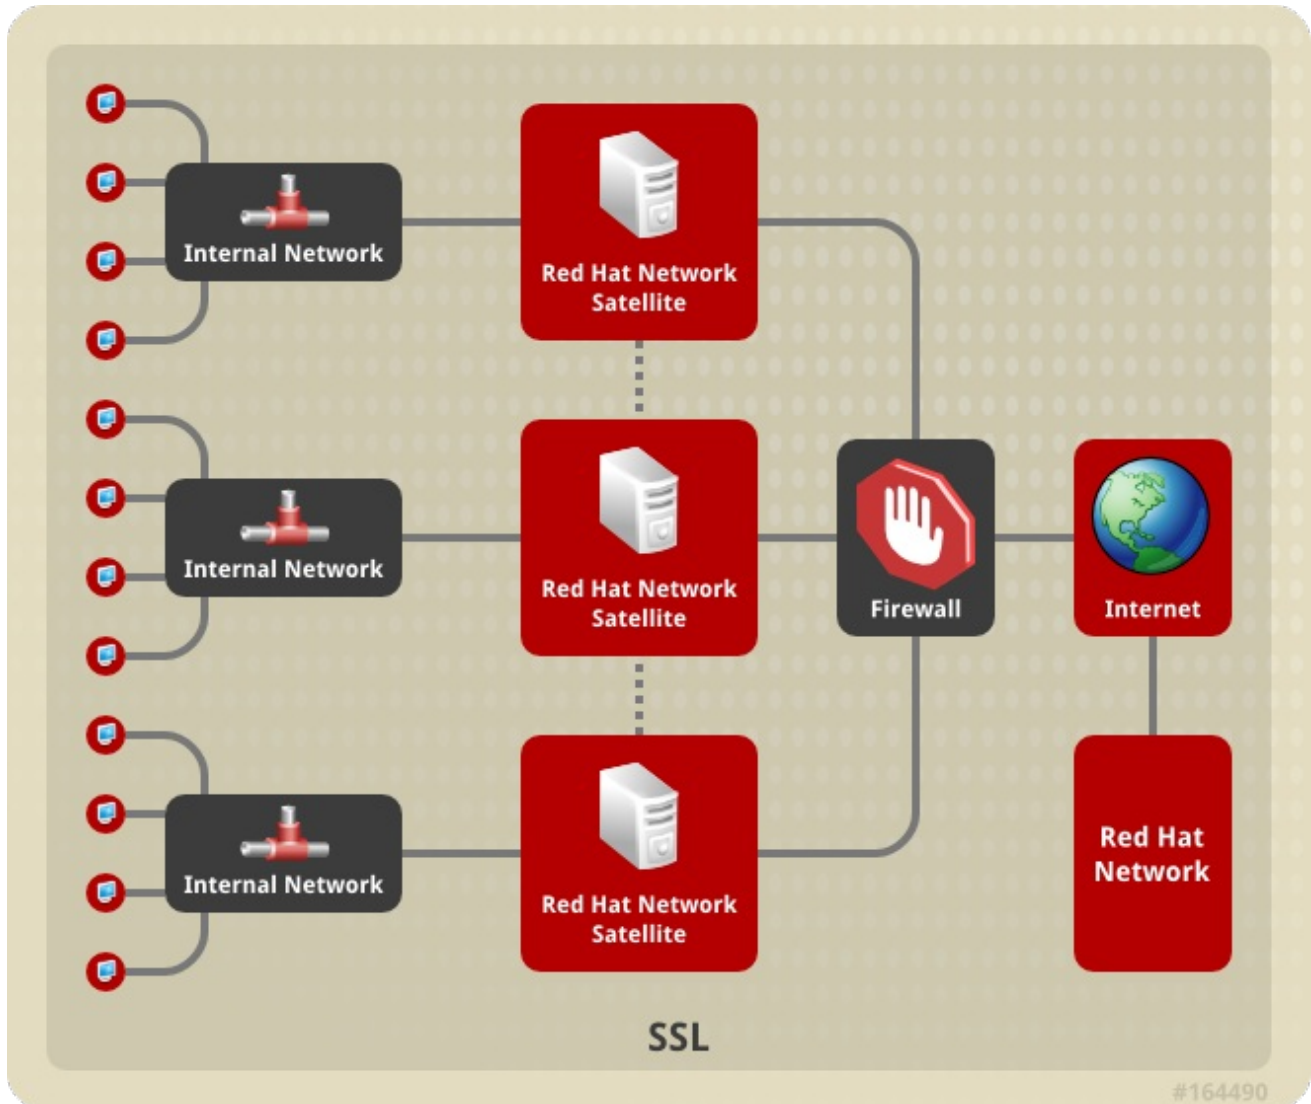 Internal Network
Red Hat Network
Satellite
Internal Network
Red Hat Network
Satellite
Firewall
Internet
Internal Network
Red Hat Network
Satellite
Red Hat
Network
SSL
#164490